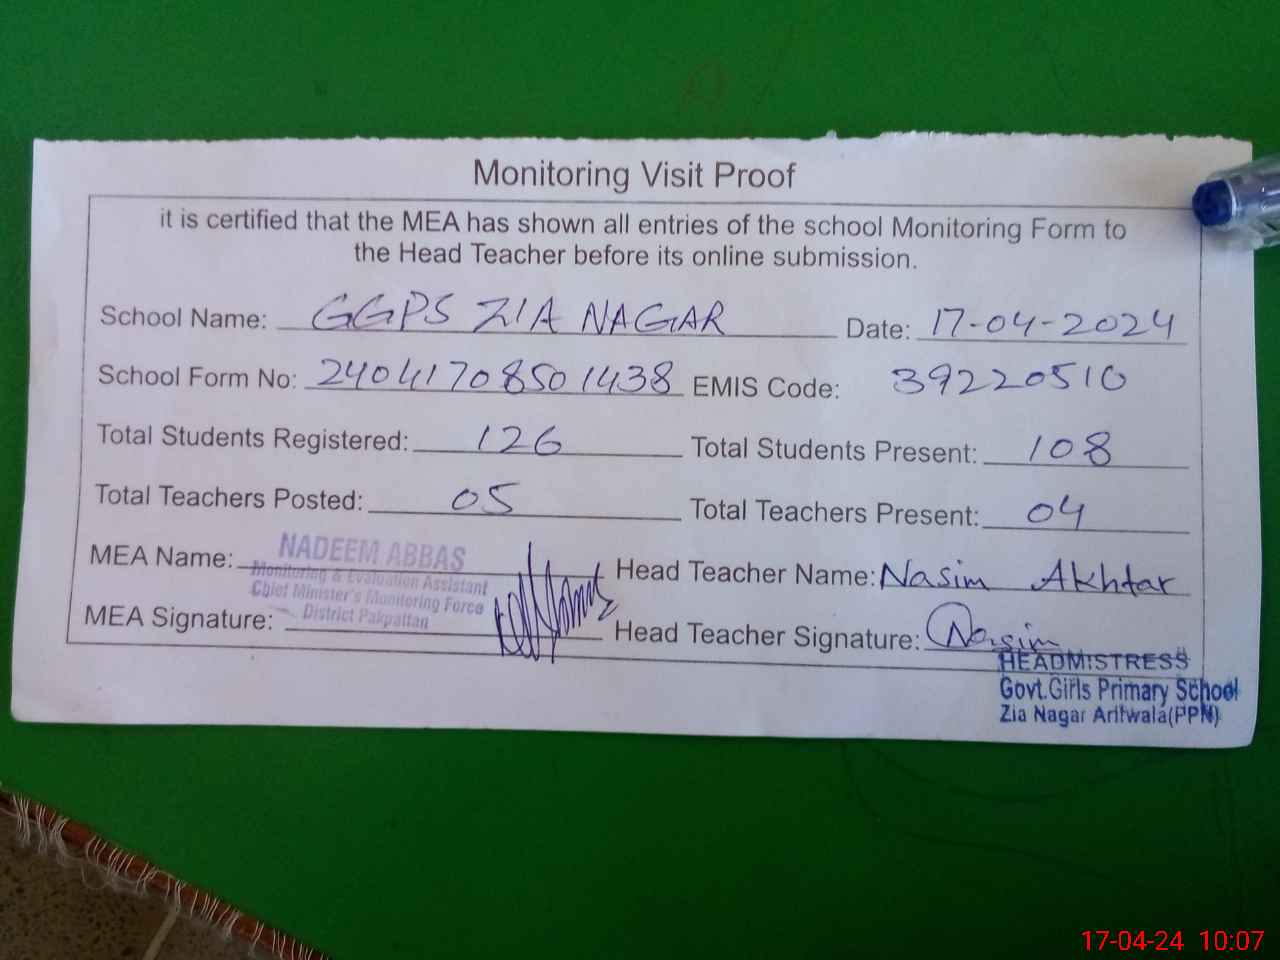 Monitoring Visit Proof
it is certified that the MEA has shown all entries of the school Monitoring Form to
the Head Teacher before its online submission.
School Name: GGPS ZIA NAGAR Date: 17-04-2024
School Form No: 24041708501438 EMIS Code: 39220510
Total Students Registered: 126 Total Students Present: 108
Total Teachers Posted: 05 Total Teachers Present: 04
MEA Name: NADEEM ABBAS Head Teacher Name: Nasim Akhtar
Monitoring & Evaluation Assistant
Chief Minister's Monitoring Force
District Pakpattan
MEA Signature: Head Teacher Signature: Nasim
HEADMISTRESS
Govt.Girls Primary School
Zia Nagar Arifwala(PPN)
17-04-24 10:07